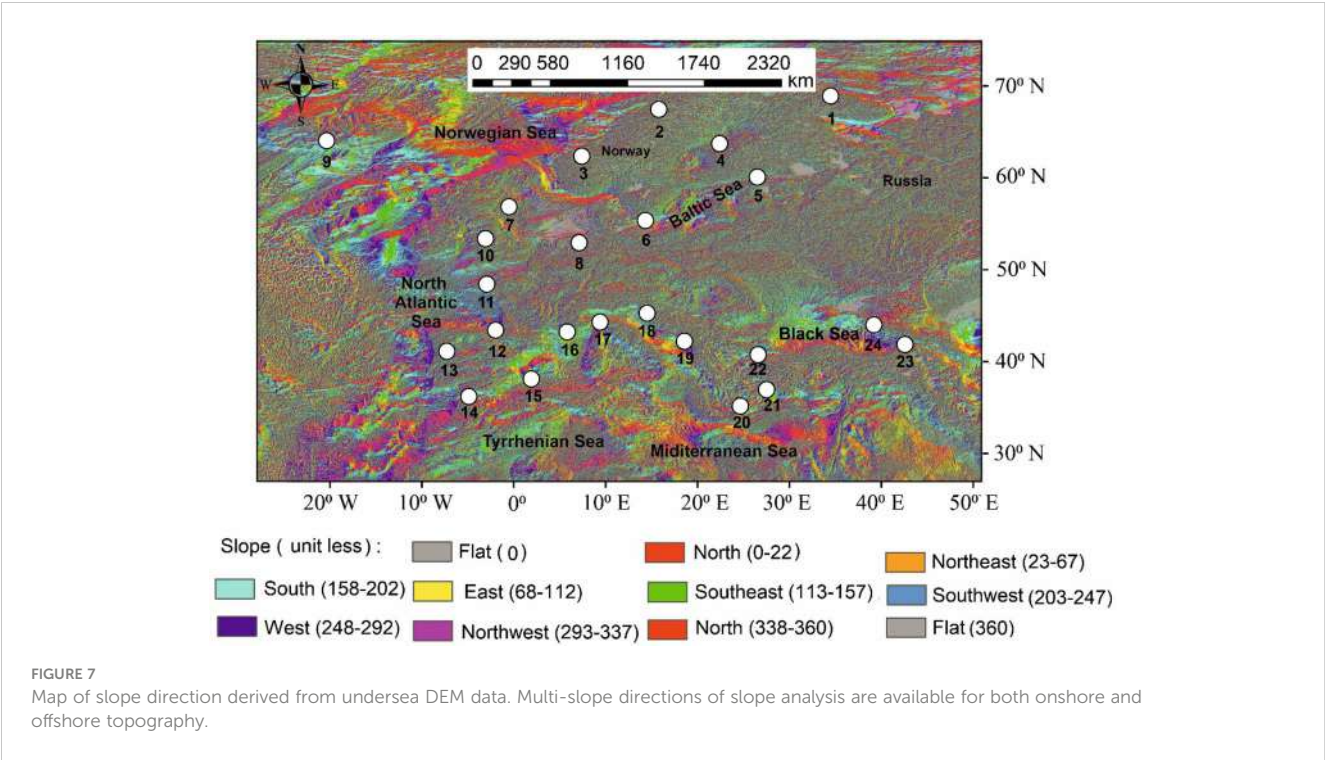 0 290 580 1160 1740 2320
km
N
W E
S
70° N
60° N
50° N
40° N
30° N
Norwegian Sea
Norway
Russia
Baltic Sea
North
Atlantic
Sea
Black Sea
Tyrrhenian Sea
Miditerranean Sea
1
2
3
4
5
6
7
8
9
10
11
12
13
14
15
16
17
18
19
20
21
22
23
24
20° W 10° W 0° 10° E 20° E 30° E 40° E 50° E
Slope ( unit less) : Flat ( 0 ) North (0-22) Northeast (23-67)
South (158-202) East (68-112) Southeast (113-157) Southwest (203-247)
West (248-292) Northwest (293-337) North (338-360) Flat (360)
FIGURE 7
Map of slope direction derived from undersea DEM data. Multi-slope directions of slope analysis are available for both onshore and
offshore topography.